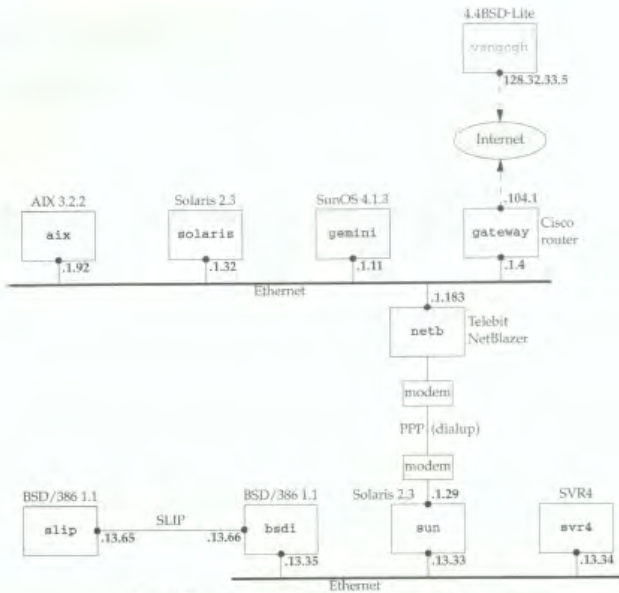 4.4BSD-Lite
vangogh
128.32.33.5
Internet
.104.1
AIX 3.2.2
Solaris 2.3
SunOS 4.1.3
Cisco
router
aix
solaris
gemini
gateway
.1.92
.1.32
.1.11
.1.4
Ethernet
.1.183
netb
Telebit
NetBlazer
modem
PPP (dialup)
modem
BSD/386 1.1
BSD/386 1.1
Solaris 2.3
.1.29
SVR4
slip
SLIP
bsdi
sun
svr4
.13.65
.13.66
.13.35
.13.33
.13.34
Ethernet